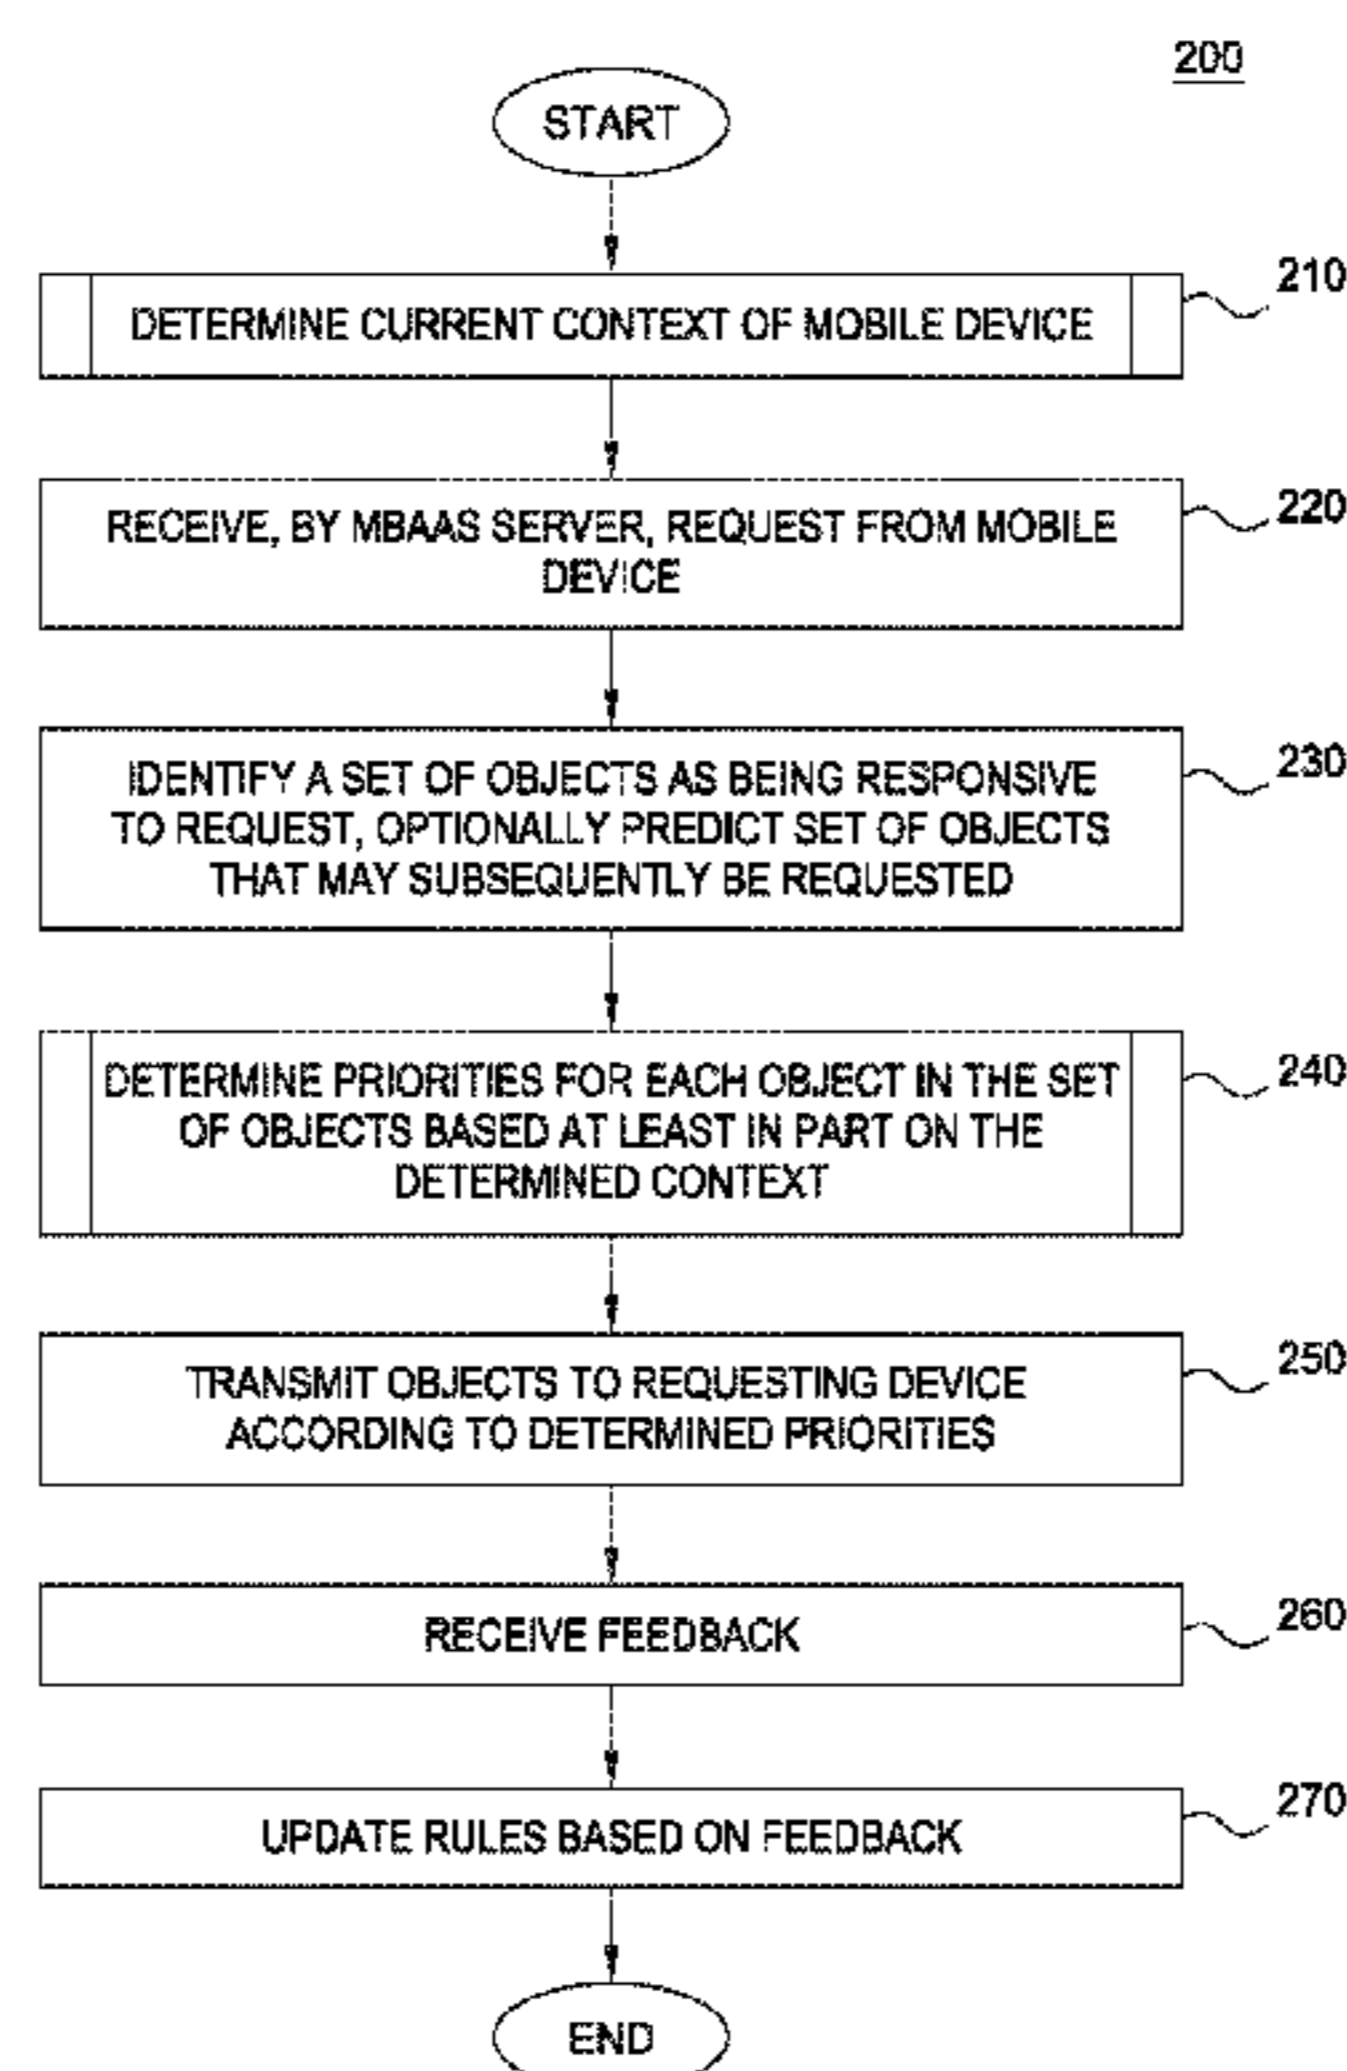 200
START
DETERMINE CURRENT CONTEXT OF MOBILE DEVICE
210
RECEIVE, BY MBAAS SERVER, REQUEST FROM MOBILE
DEVICE
220
IDENTIFY A SET OF OBJECTS AS BEING RESPONSIVE
TO REQUEST, OPTIONALLY PREDICT SET OF OBJECTS
THAT MAY SUBSEQUENTLY BE REQUESTED
230
DETERMINE PRIORITIES FOR EACH OBJECT IN THE SET
OF OBJECTS BASED AT LEAST IN PART ON THE
DETERMINED CONTEXT
240
TRANSMIT OBJECTS TO REQUESTING DEVICE
ACCORDING TO DETERMINED PRIORITIES
250
RECEIVE FEEDBACK
260
UPDATE RULES BASED ON FEEDBACK
270
END